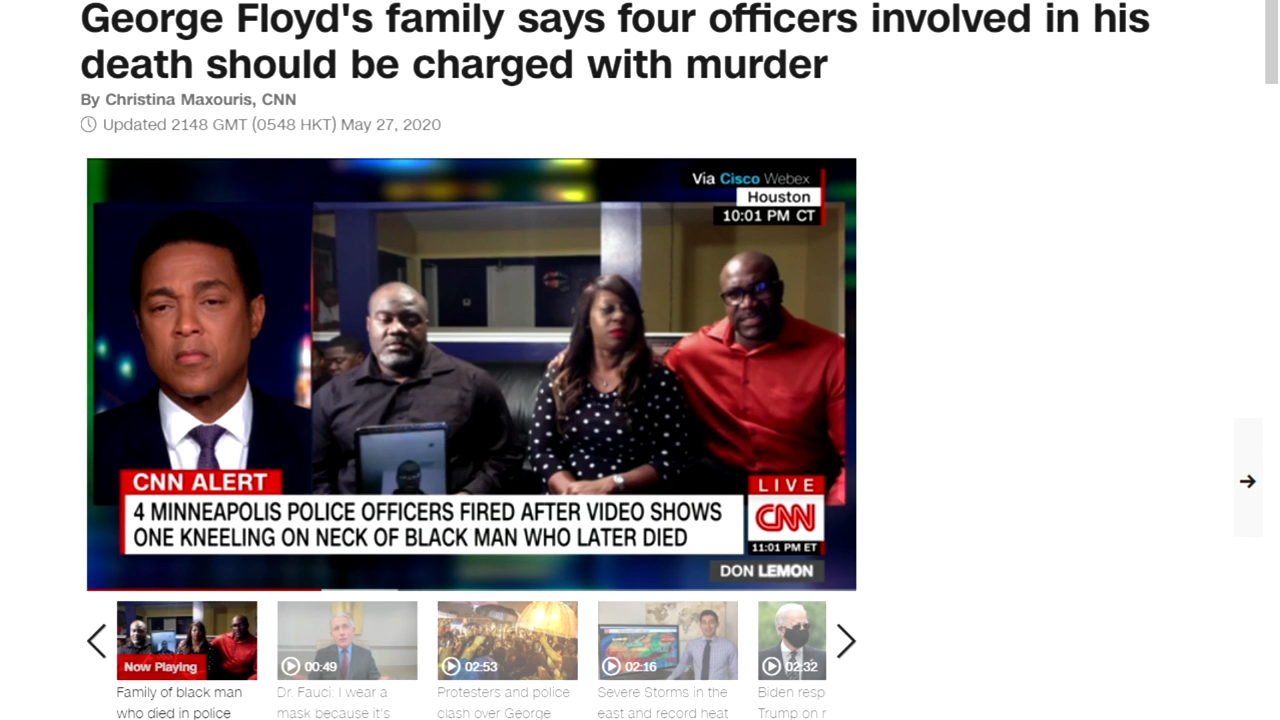 George Floyd's family says four officers involved in his
death should be charged with murder
By Christina Maxouris, CNN
Updated 2148 GMT (0548 HKT) May 27, 2020
Via Cisco Webex
Houston
10:01 PM CT
CNN ALERT
4 MINNEAPOLIS POLICE OFFICERS FIRED AFTER VIDEO SHOWS
ONE KNEELING ON NECK OF BLACK MAN WHO LATER DIED
LIVE
CNN
11:01 PM ET
DON LEMON
Now Playing
00:49
02:53
02:16
02:32
Family of black man
who died in police
Dr. Fauci: I wear a
mask because it's
Protesters and police
clash over George
Severe Storms in the
east and record heat
Biden resp
Trump on r